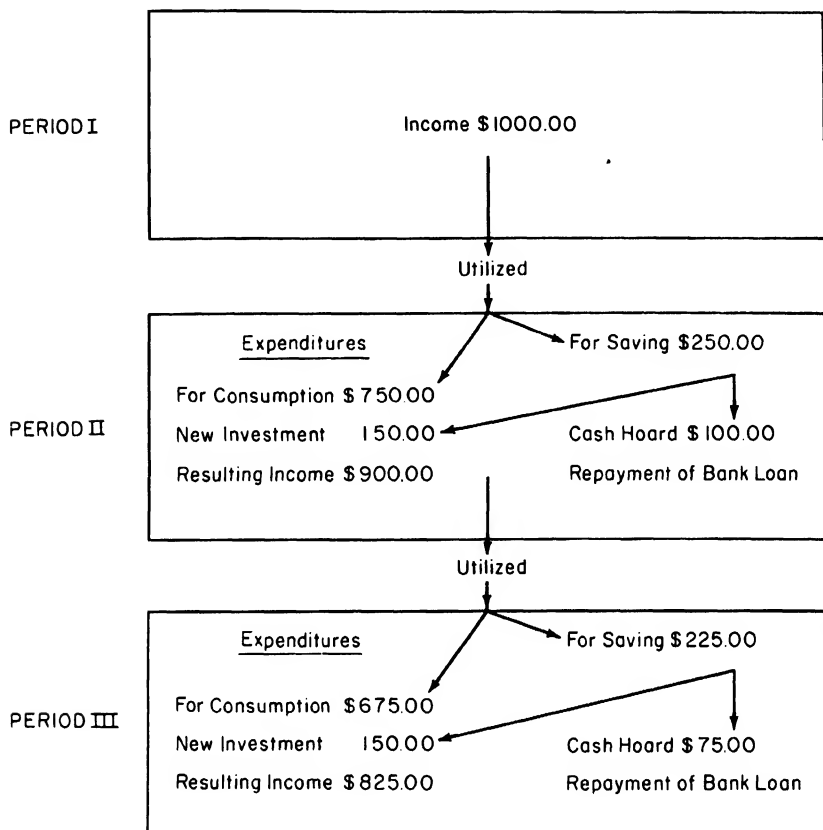 PERIOD I
Income $1000.00
Utilized
PERIOD II
Expenditures
For Saving $250.00
For Consumption $750.00
New Investment 150.00
Cash Hoard $100.00
Resulting Income $900.00
Repayment of Bank Loan
Utilized
PERIOD III
Expenditures
For Saving $225.00
For Consumption $675.00
New Investment 150.00
Cash Hoard $75.00
Resulting Income $825.00
Repayment of Bank Loan